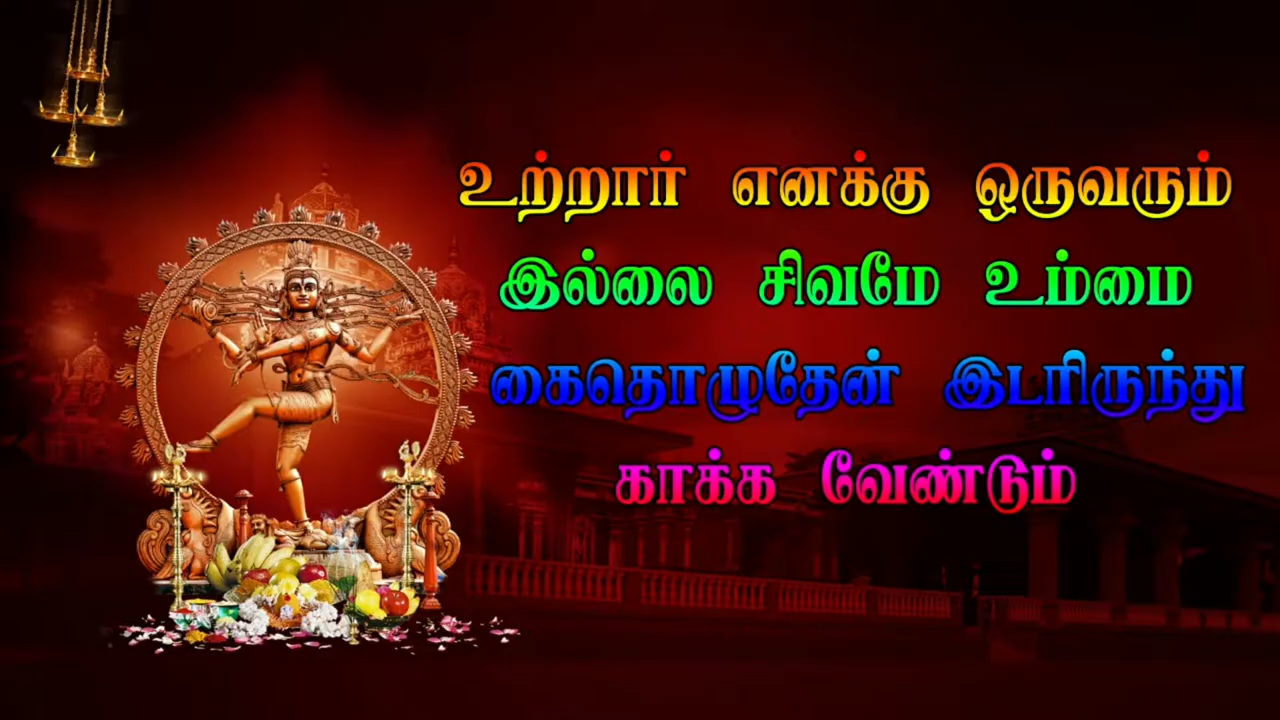 உற்றார் எனக்கு ஒருவரும்
இல்லை சிவமே உம்மை
கைதொழுதேன் இடரிருந்து
காக்க வேண்டும்